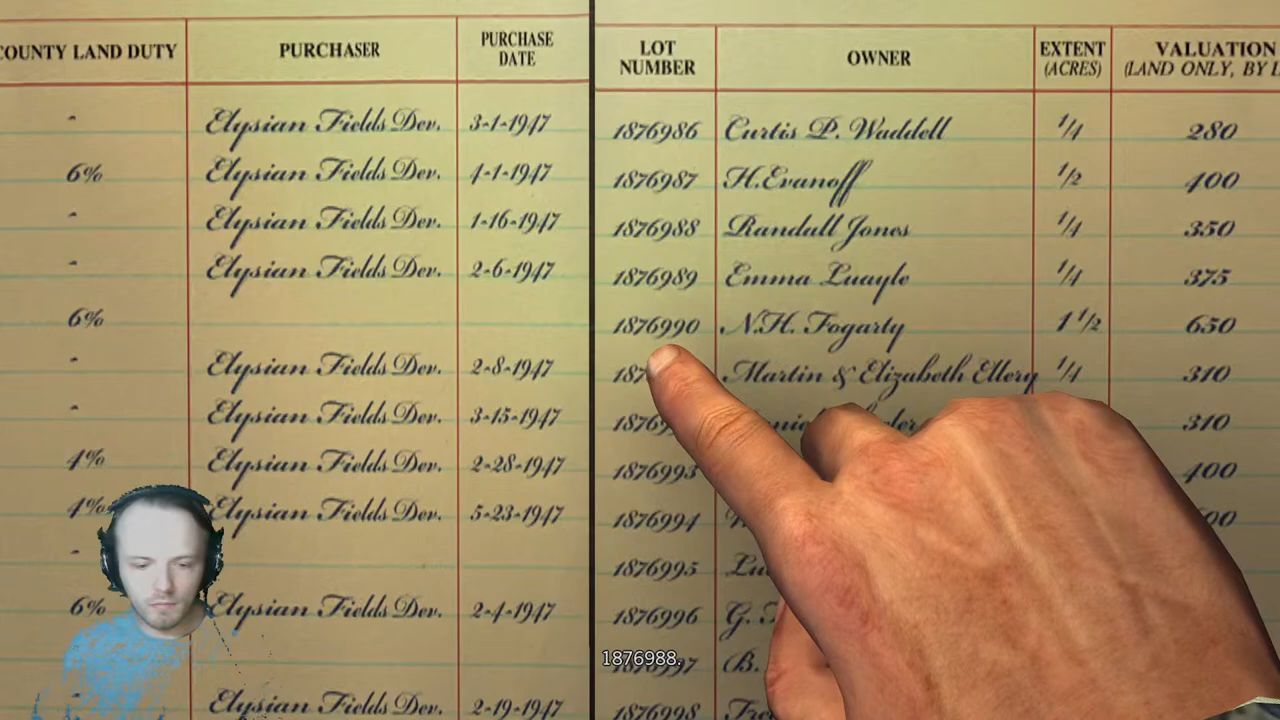 COUNTY LAND DUTY PURCHASER PURCHASE DATE
- Elysian Fields Dev. 3-1-1947
6% Elysian Fields Dev. 4-1-1947
- Elysian Fields Dev. 1-16-1947
- Elysian Fields Dev. 2-6-1947
6%
- Elysian Fields Dev. 2-8-1947
- Elysian Fields Dev. 3-15-1947
4% Elysian Fields Dev. 2-28-1947
4% Elysian Fields Dev. 5-23-1947
-
6% Elysian Fields Dev. 2-4-1947
Elysian Fields Dev. 2-19-1947
LOT NUMBER OWNER EXTENT (ACRES) VALUATION (LAND ONLY, BY
1876986 Curtis P. Waddell 1/4 280
1876987 H.Evanoff 1/2 400
1876988 Randall Jones 1/4 350
1876989 Emma Luayle 1/4 375
1876990 N.H. Fogarty 1 1/2 650
Martin & Elizabeth Ellery 1/4 310
310
1876993 400
1876994
1876995
1876996 G.
1876997 B.
1876998
1876988.